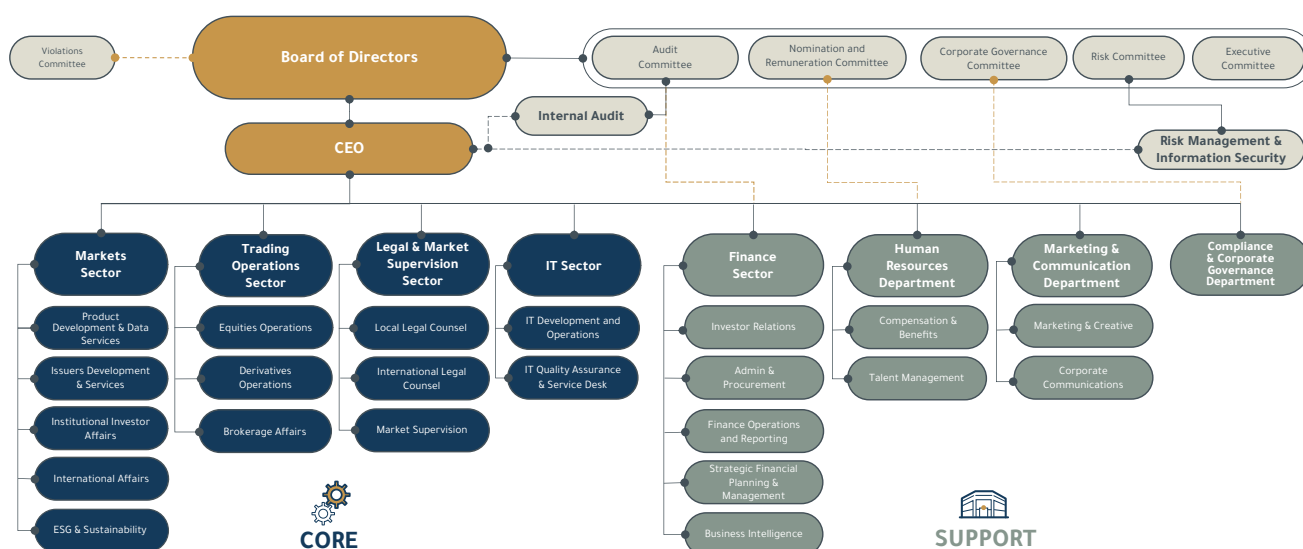 Violations
Committee
Board of Directors
Audit
Committee
Nomination and
Remuneration Committee
Corporate Governance
Committee
Risk Committee
Executive
Committee
Internal Audit
CEO
Risk Management &
Information Security
Markets
Sector
Product
Development & Data
Services
Issuers Development
& Services
Institutional Investor
Affairs
International Affairs
ESG & Sustainability
Trading
Operations
Sector
Equities Operations
Derivatives
Operations
Brokerage Affairs
Legal & Market
Supervision
Sector
Local Legal Counsel
International Legal
Counsel
Market Supervision
IT Sector
IT Development and
Operations
IT Quality Assurance
& Service Desk
Finance
Sector
Investor Relations
Admin &
Procurement
Finance Operations
and Reporting
Strategic Financial
Planning &
Management
Business Intelligence
Human
Resources
Department
Compensation &
Benefits
Talent Management
Marketing &
Communication
Department
Marketing & Creative
Corporate
Communications
Compliance
& Corporate
Governance
Department
CORE
SUPPORT